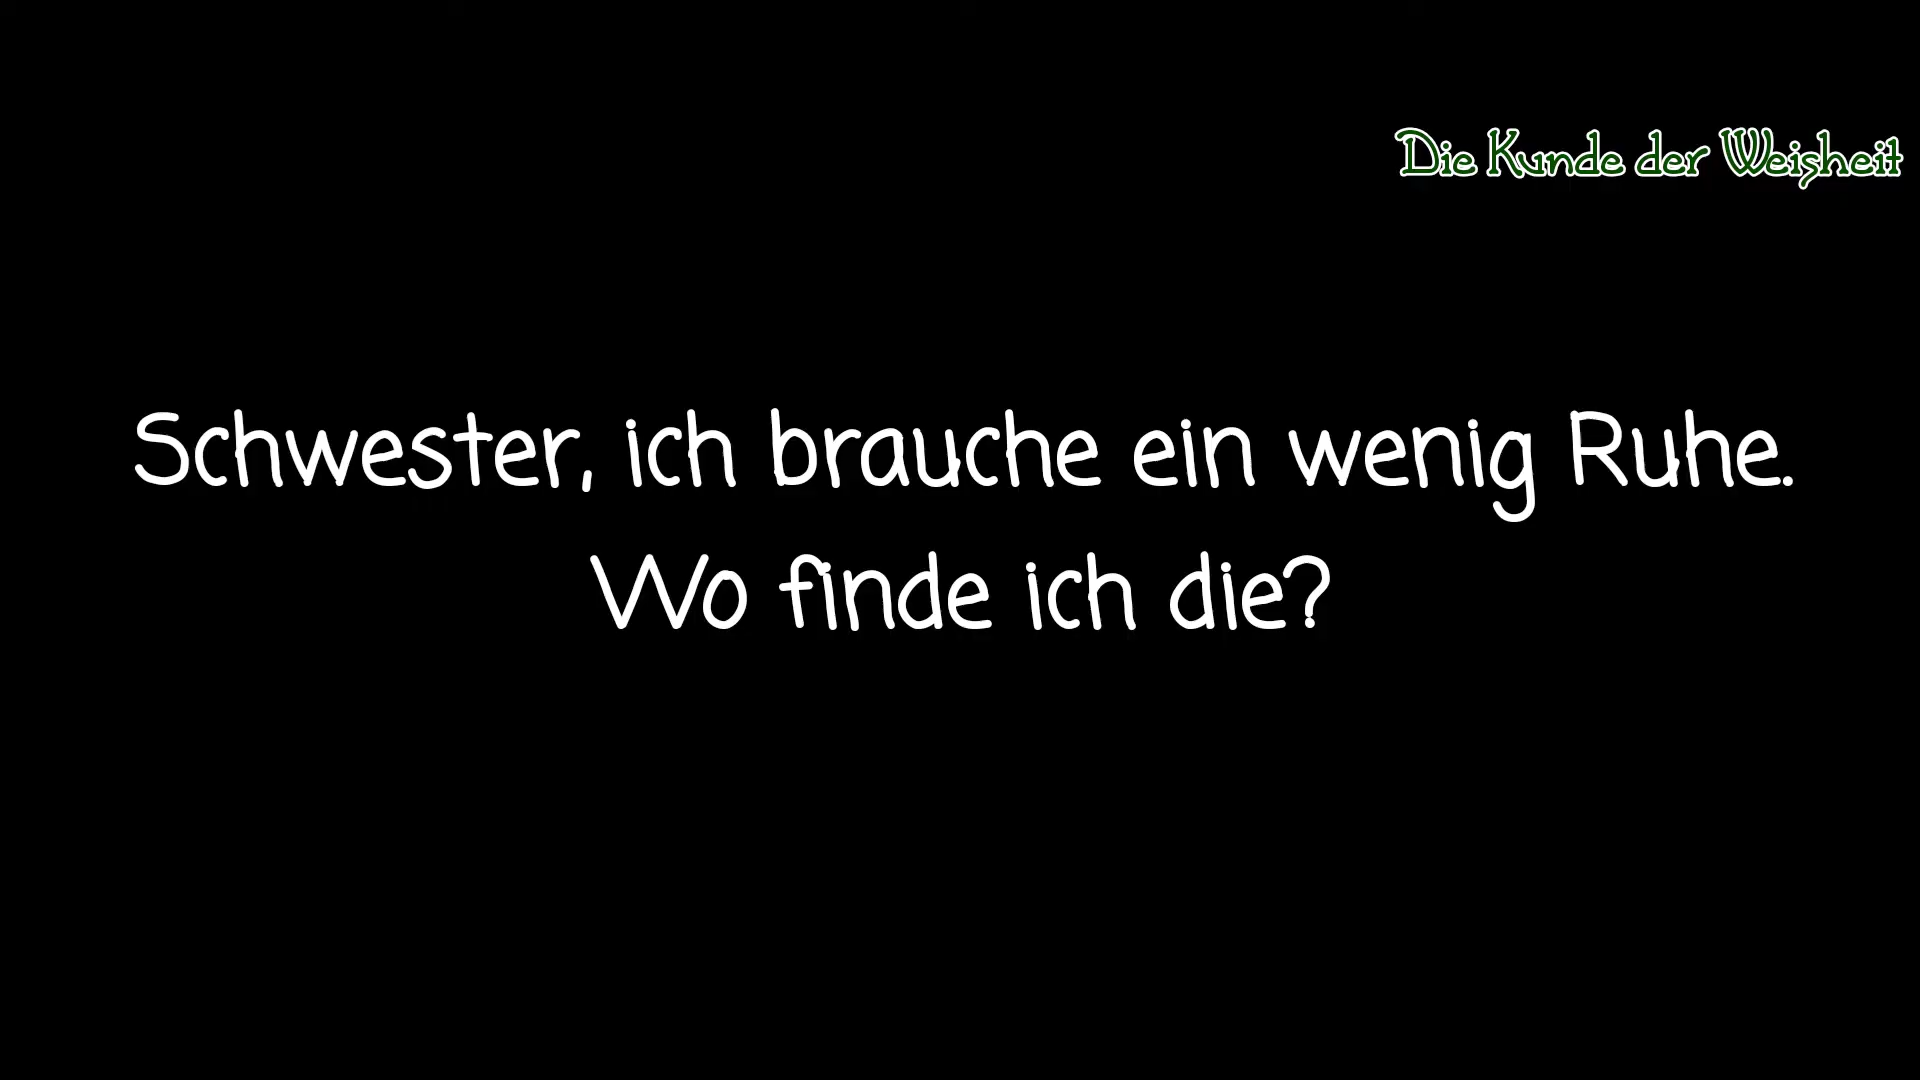 Die Kunde der Weisheit
Schwester, ich brauche ein wenig Ruhe.
Wo finde ich die?